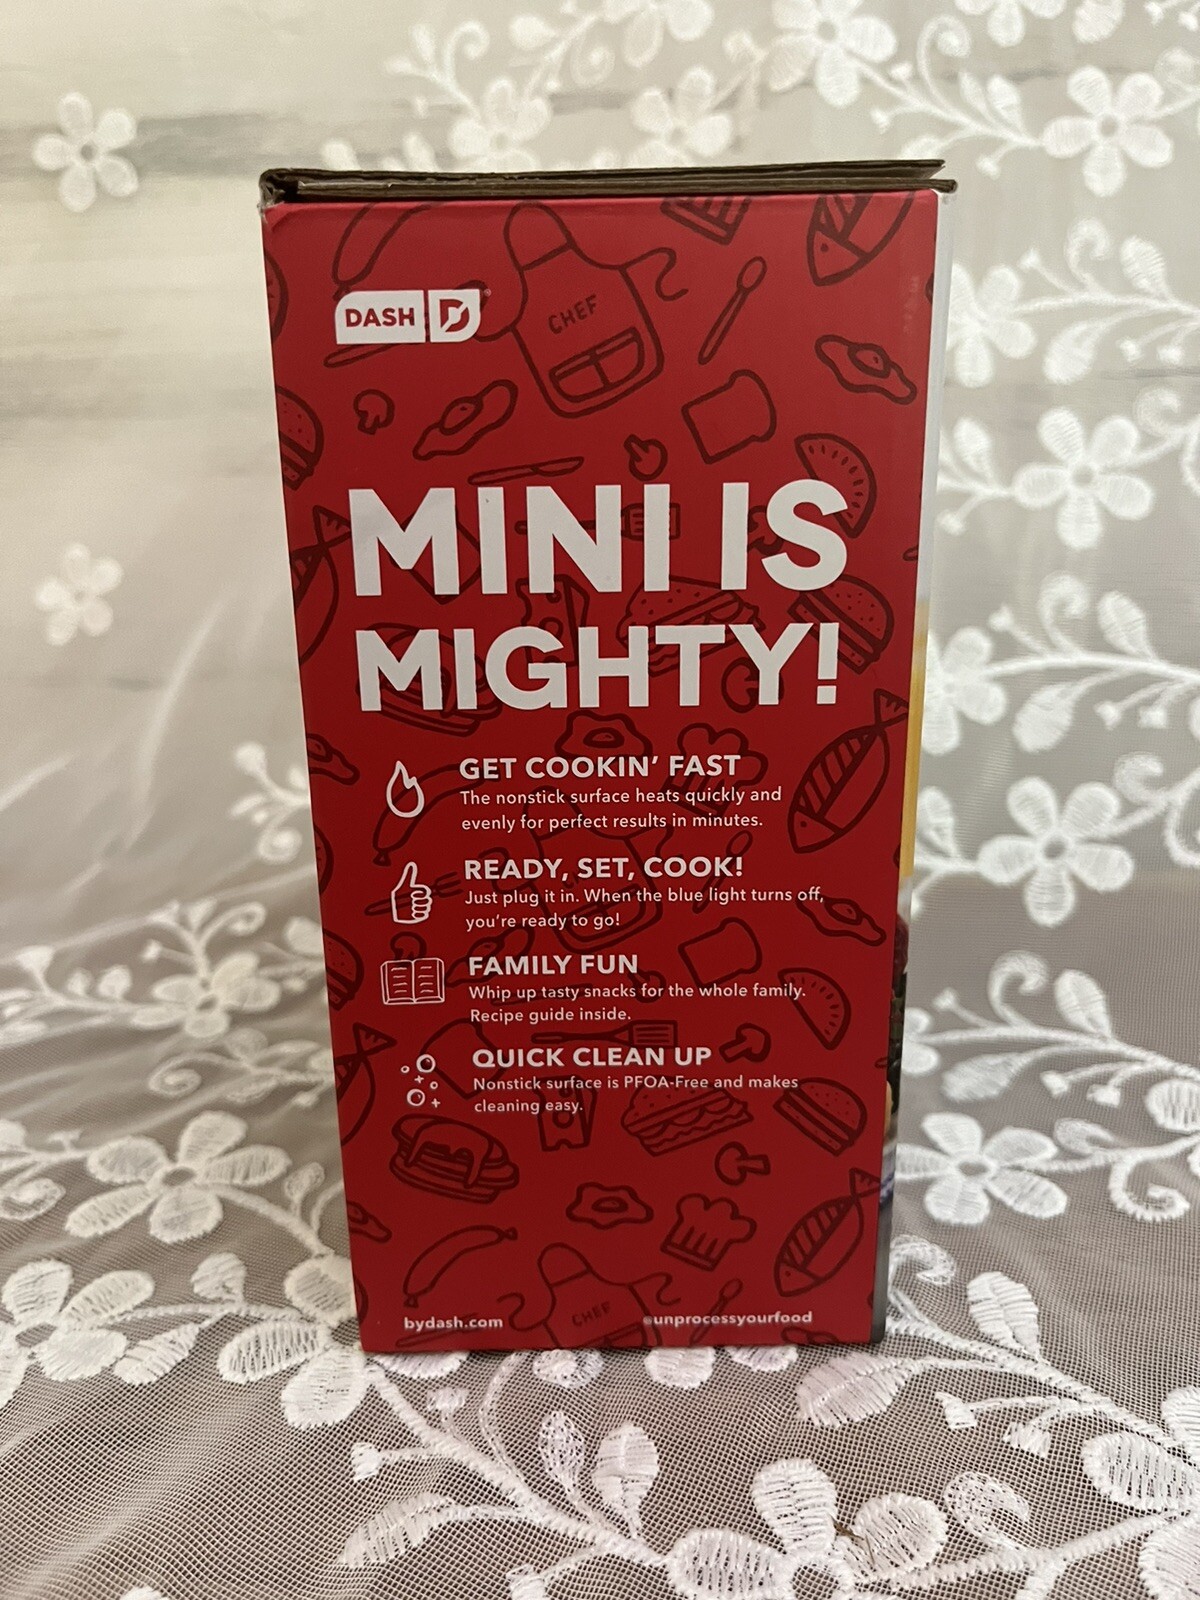 CHEF
DASH D
MINI IS
MIGHTY!
GET COOKIN' FAST
The nonstick surface heats quickly and
evenly for perfect results in minutes.
READY, SET, COOK!
Just plug it in. When the blue light turns off,
you're ready to go!
FAMILY FUN
Whip up tasty snacks for the whole family.
Recipe guide inside.
QUICK CLEAN UP
Nonstick surface is PFOA-Free and makes
cleaning easy.
CHEF
bydash.com
@unprocessyourfood